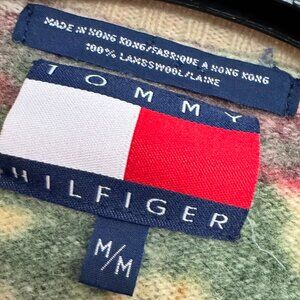 MADE IN HONG KONG/FABRIQUE A HONG KONG
100% LAMBSWOOL/LAINE
TOMMY
HILFIGER
M/M